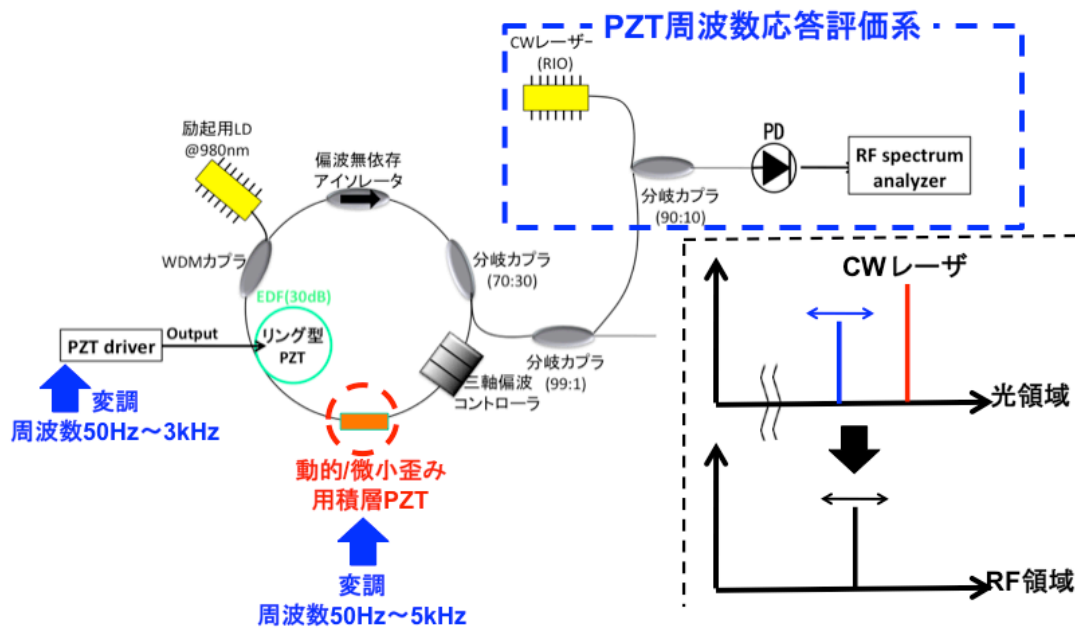 PZT周波数応答評価系
CWレーザー
(RIO)
励起用LD
@980nm
偏波無依存
アイソレータ
PD
RF spectrum
analyzer
分岐カプラ
(90:10)
WDMカプラ
分岐カプラ
(70:30)
EDF(30dB)
リング型
PZT
PZT driver
Output
分岐カプラ
(99:1)
三軸偏波
コントローラ
変調
周波数50Hz～3kHz
動的/微小歪み
用積層PZT
変調
周波数50Hz～5kHz
CWレーザ
光領域
RF領域